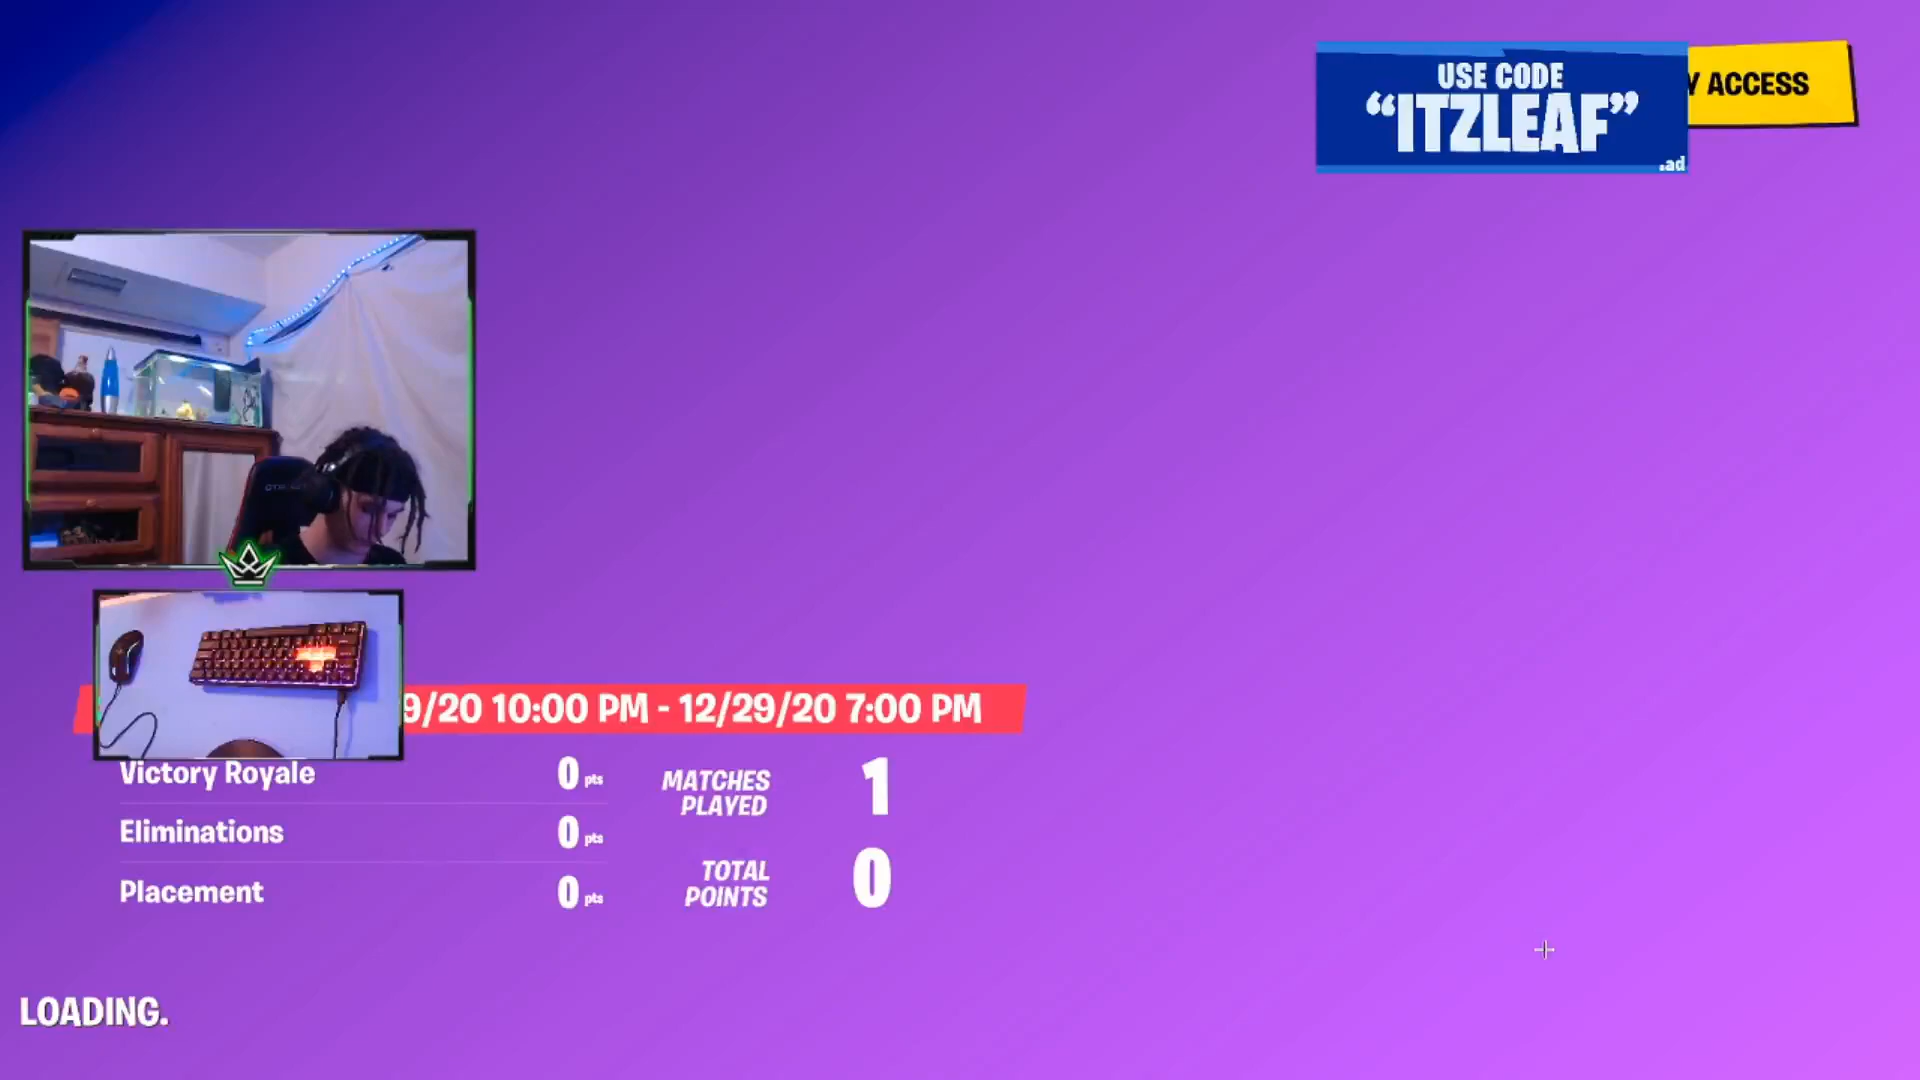 USE CODE
“ITZLEAF”
.ad
Y ACCESS
9/20 10:00 PM - 12/29/20 7:00 PM
Victory Royale 0 pts
Eliminations 0 pts
Placement 0 pts
MATCHES
PLAYED 1
TOTAL
POINTS 0
LOADING.